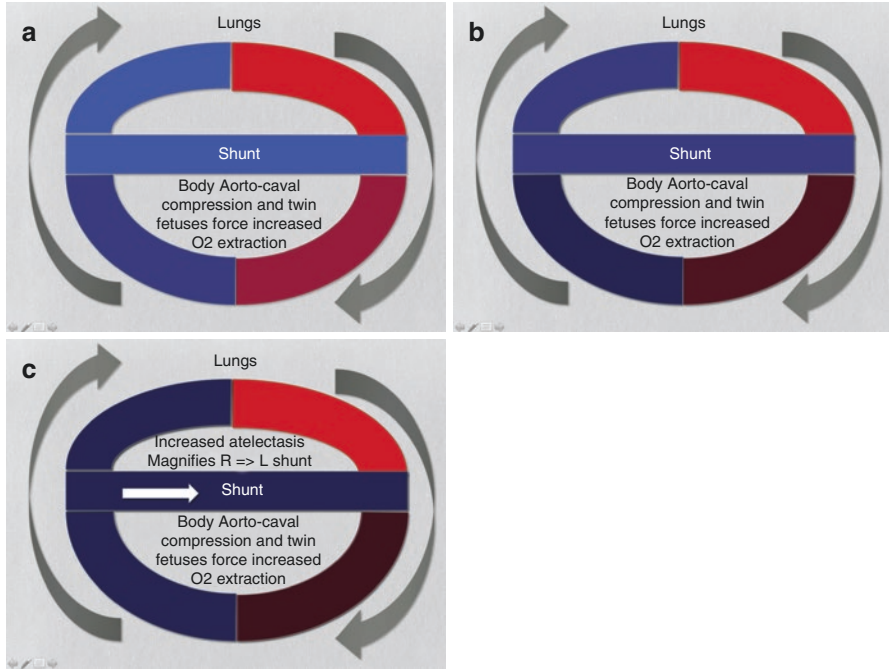 a
Lungs
Shunt
Body Aorto-caval
compression and twin
fetuses force increased
O2 extraction
b
Lungs
Shunt
Body Aorto-caval
compression and twin
fetuses force increased
O2 extraction
c
Lungs
Increased atelectasis
Magnifies R => L shunt
Shunt
Body Aorto-caval
compression and twin
fetuses force increased
O2 extraction